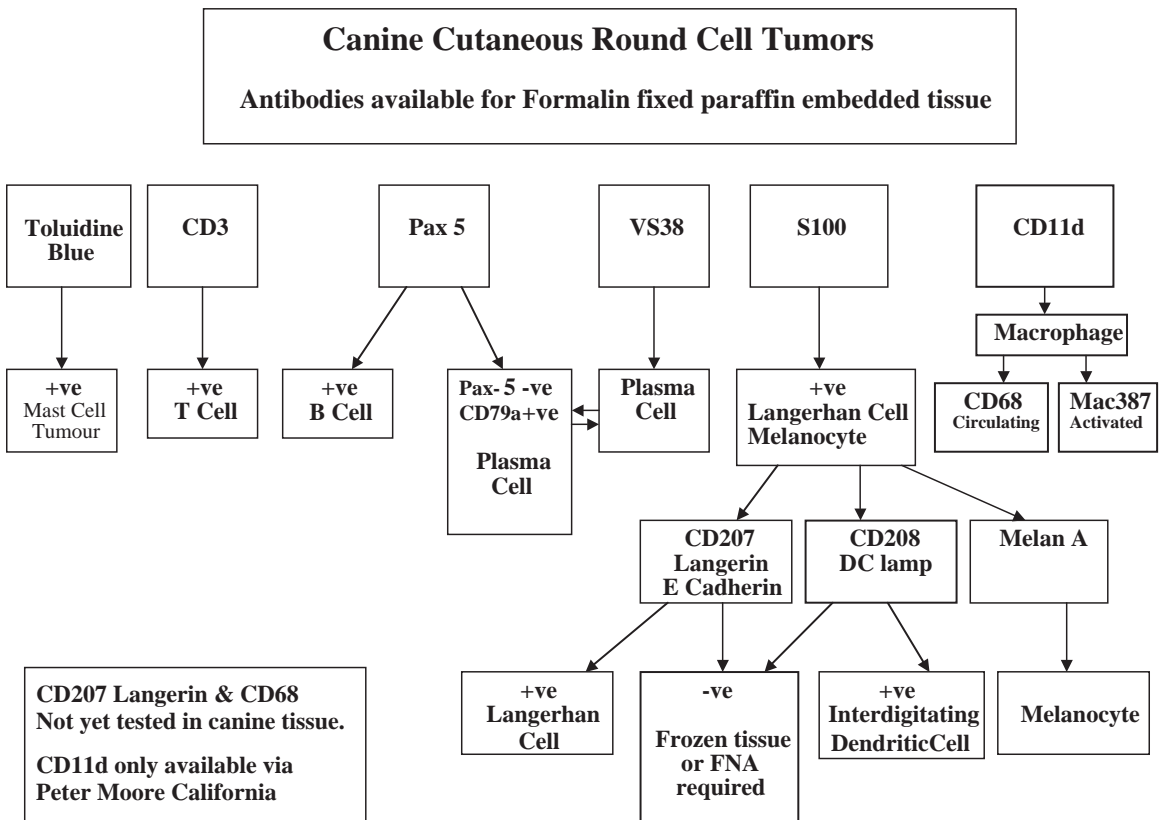 Canine Cutaneous Round Cell Tumors
Antibodies available for Formalin fixed paraffin embedded tissue
Toluidine
Blue
CD3
Pax 5
VS38
S100
CD11d
Macrophage
+ve
Mast Cell
Tumour
+ve
T Cell
+ve
B Cell
Pax- 5 -ve
CD79a+ve
Plasma
Cell
Plasma
Cell
+ve
Langerhan Cell
Melanocyte
CD68
Circulating
Mac387
Activated
CD207
Langerin
E Cadherin
CD208
DC lamp
Melan A
+ve
Langerhan
Cell
-ve
Frozen tissue
or FNA
required
+ve
Interdigitating
DendriticCell
Melanocyte
CD207 Langerin & CD68
Not yet tested in canine tissue.
CD11d only available via
Peter Moore California